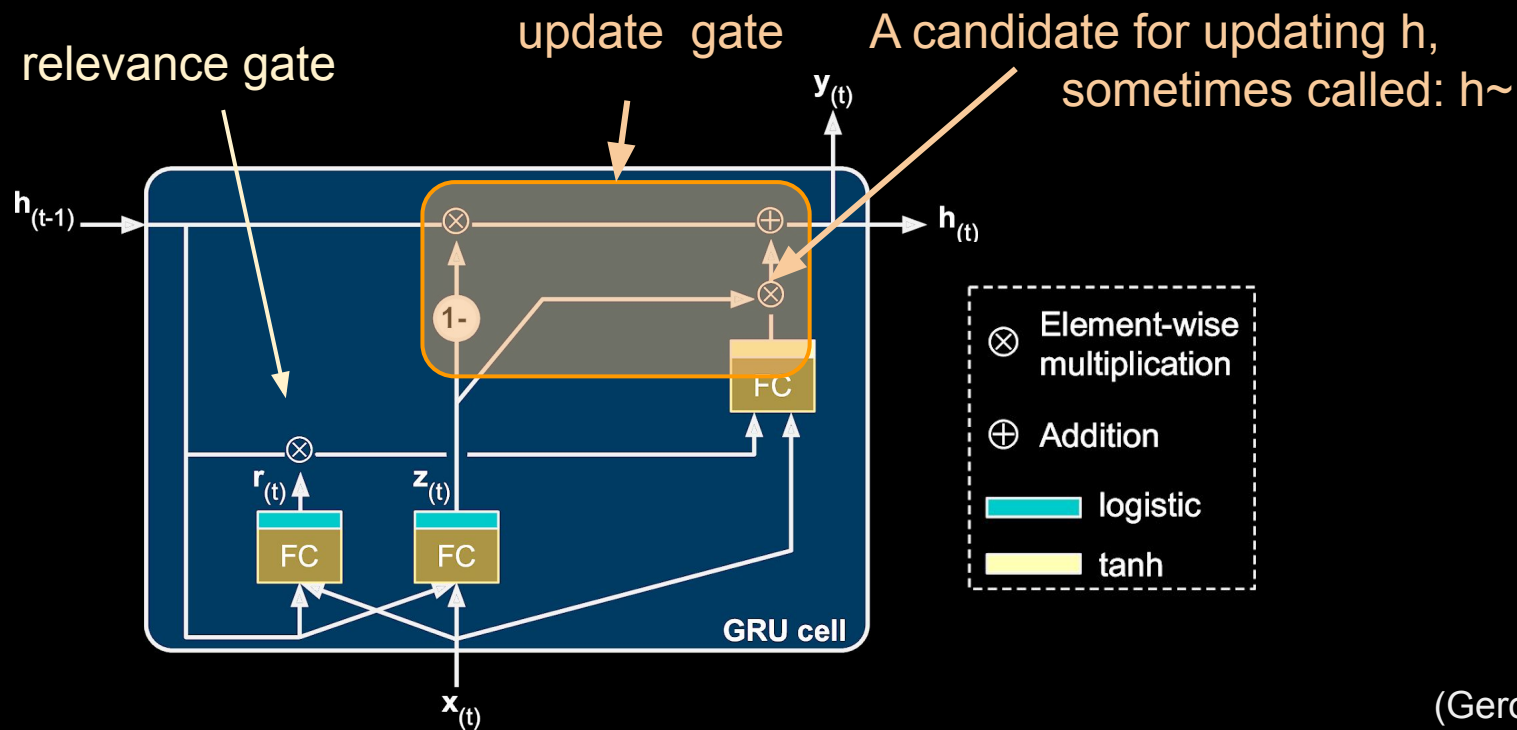 update gate
A candidate for updating h,
relevance gate
sometimes called: h~
y(t)
h(t-1)
h(t)
1-
Element-wise
multiplication
FC
Addition
r(t)
z(t)
logistic
FC
FC
tanh
GRU cell
x(t)